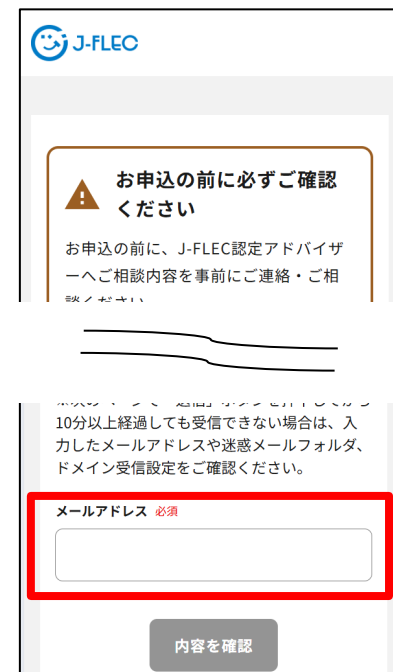 J-FLEC
お申込の前に必ずご確認
ください
お申込の前に、J-FLEC認定アドバイザ
ーへご相談内容を事前にご連絡・ご相
談ください
10分以上経過しても受信できない場合は、入
力したメールアドレスや迷惑メールフォルダ、
ドメイン受信設定をご確認ください。
メールアドレス 必須
内容を確認